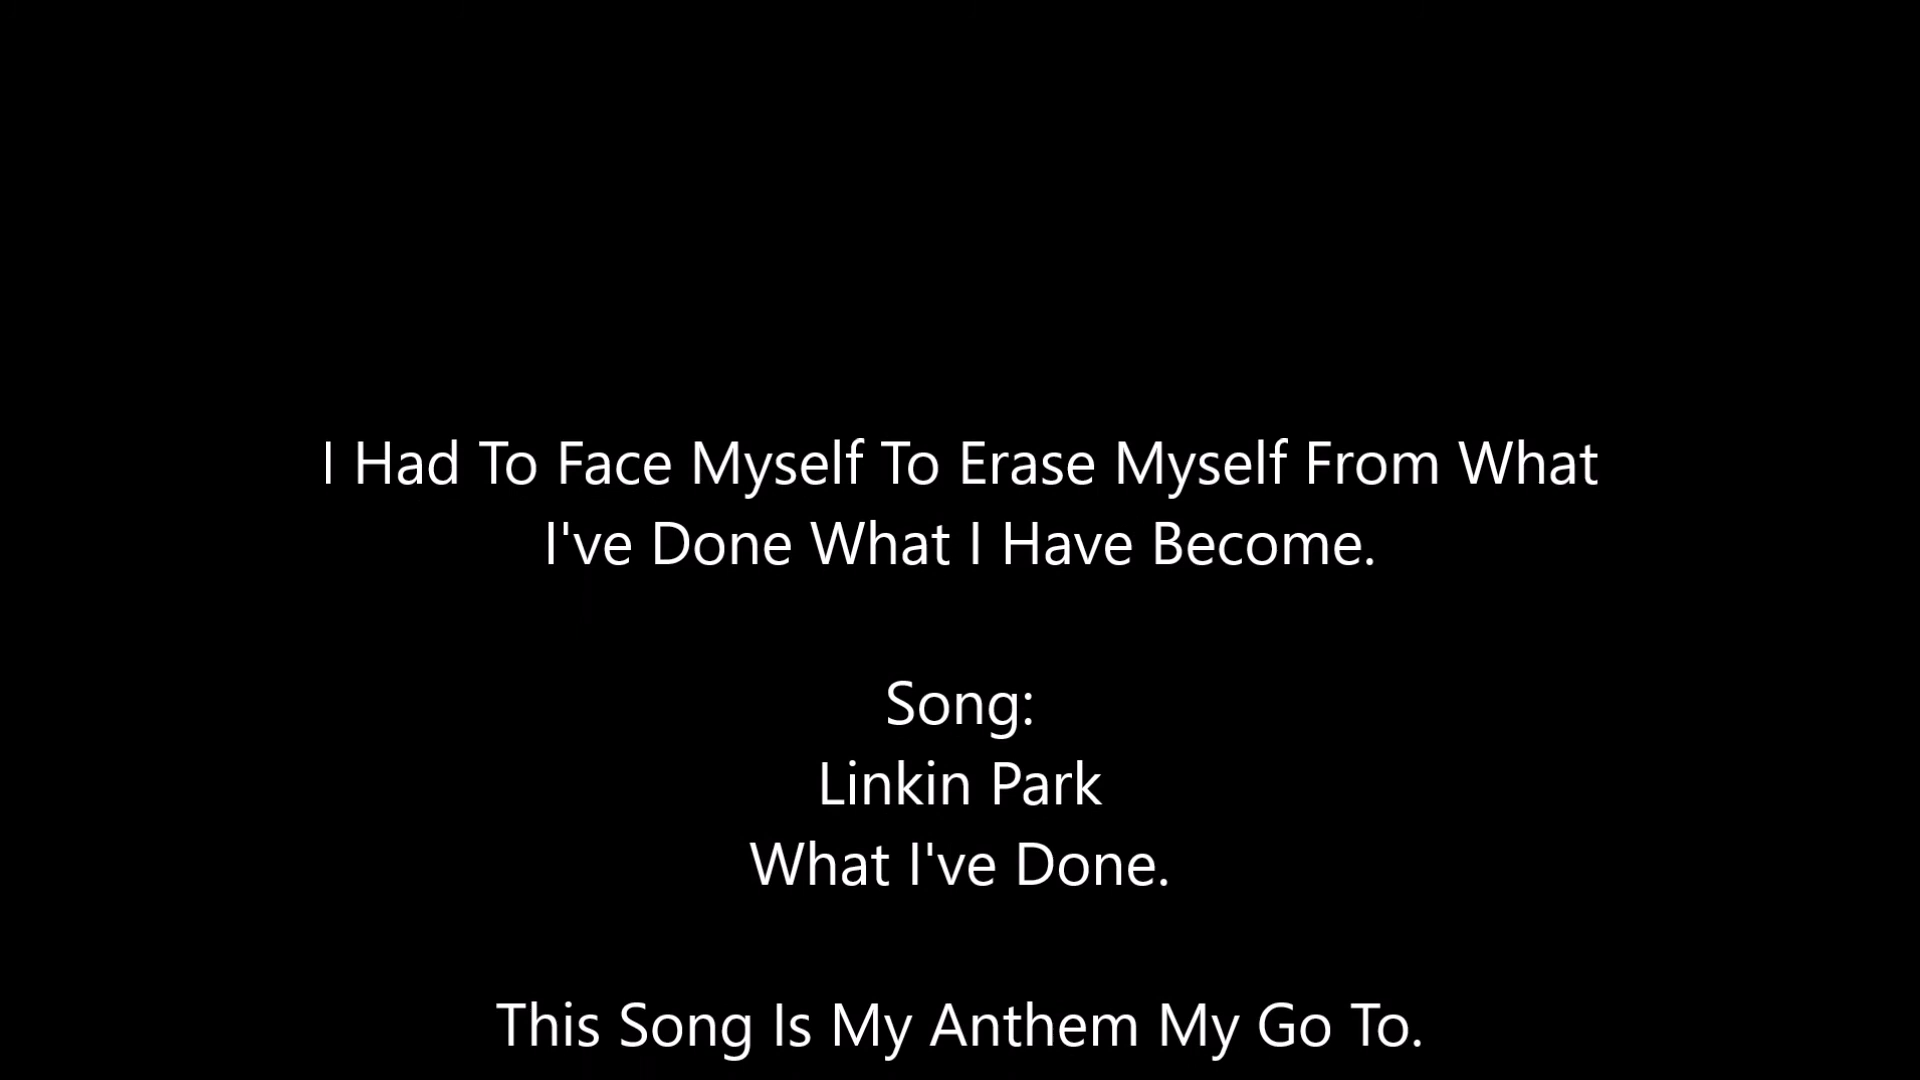 I Had To Face Myself To Erase Myself From What
I've Done What I Have Become.
Song:
Linkin Park
What I've Done.
This Song Is My Anthem My Go To.